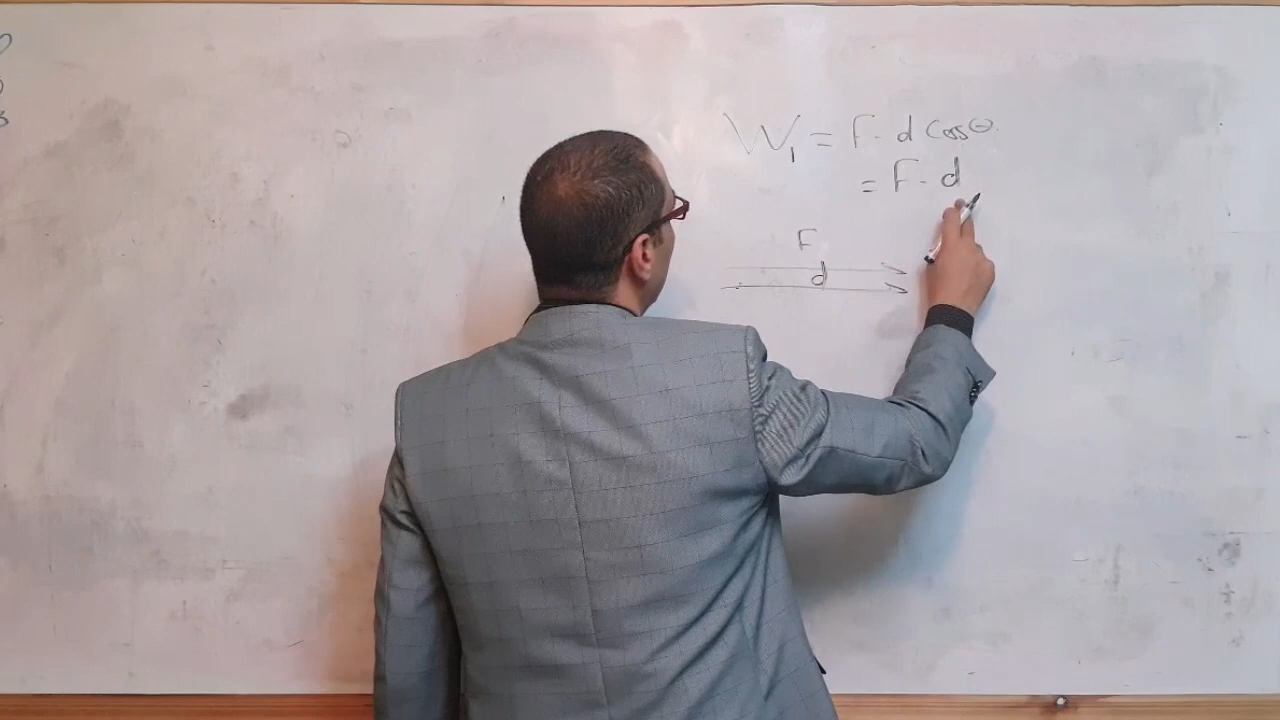 W₁ = F · d Cosθ
= F · d
F
d